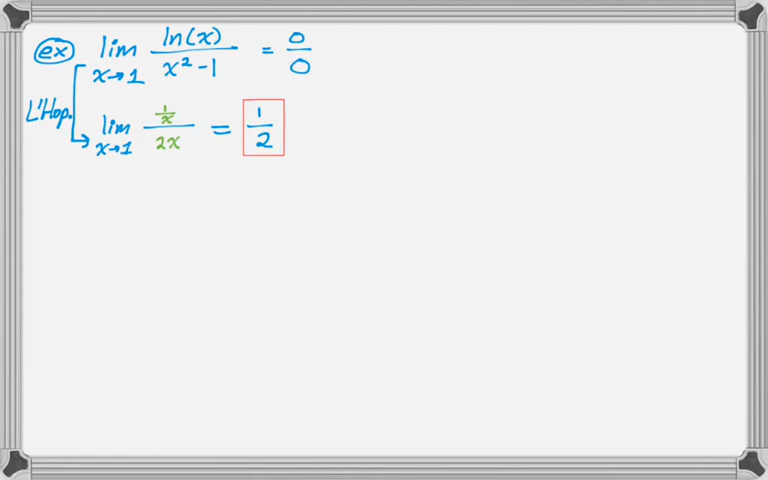 ex lim x→1 ln(x)/(x² - 1) = 0/0
L'Hop.
lim x→1 (1/x)/(2x) = 1/2